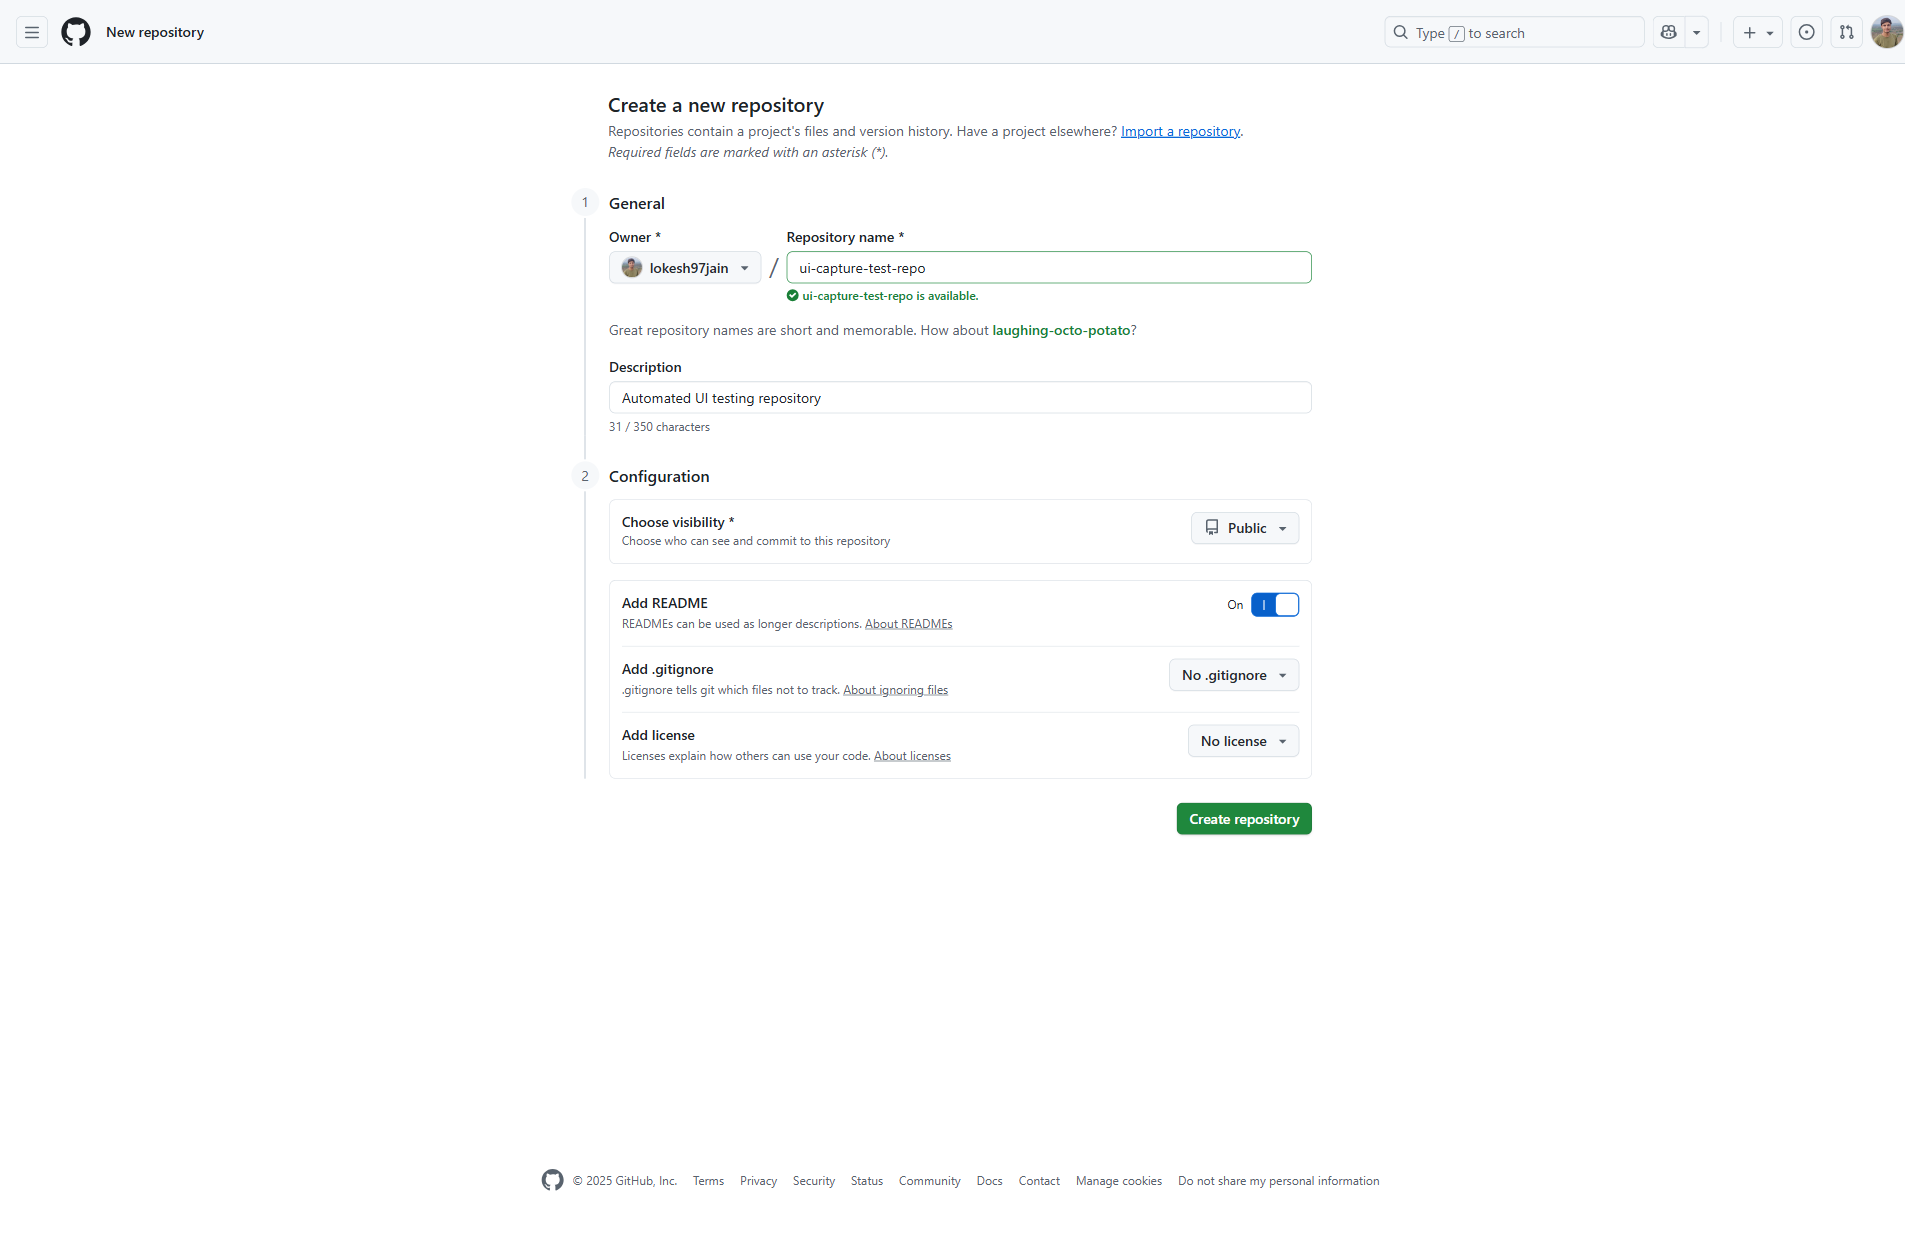 New repository
Type / to search
Create a new repository
Repositories contain a project's files and version history. Have a project elsewhere? Import a repository.
Required fields are marked with an asterisk (*).
1 General
Owner * Repository name *
lokesh97jain / ui-capture-test-repo
ui-capture-test-repo is available.
Great repository names are short and memorable. How about laughing-octo-potato?
Description
Automated UI testing repository
31 / 350 characters
2 Configuration
Choose visibility *
Choose who can see and commit to this repository
Public
Add README
READMEs can be used as longer descriptions. About READMEs
On
Add .gitignore
.gitignore tells git which files not to track. About ignoring files
No .gitignore
Add license
Licenses explain how others can use your code. About licenses
No license
Create repository
© 2025 GitHub, Inc. Terms Privacy Security Status Community Docs Contact Manage cookies Do not share my personal information